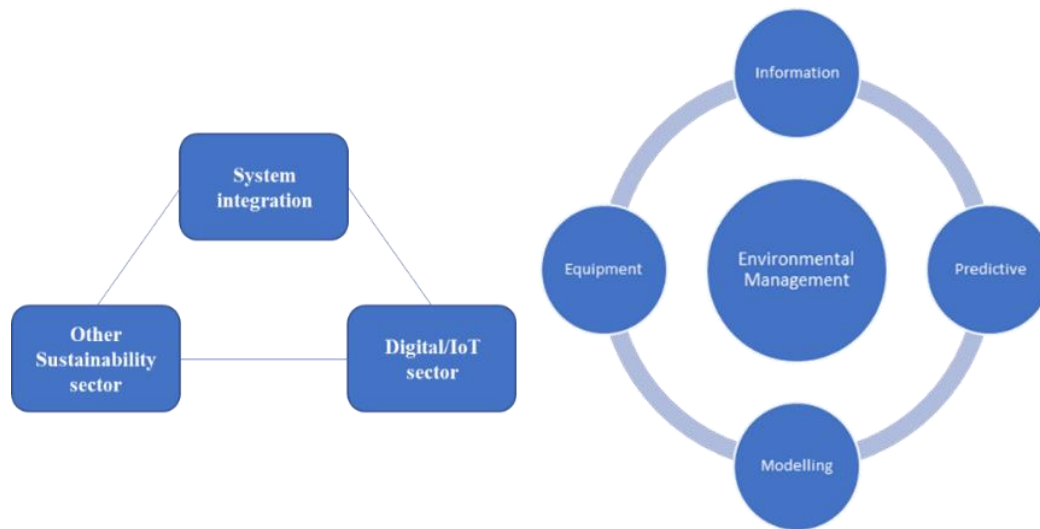 System
integration
Other
Sustainability
sector
Digital/IoT
sector
Information
Equipment
Environmental
Management
Predictive
Modelling